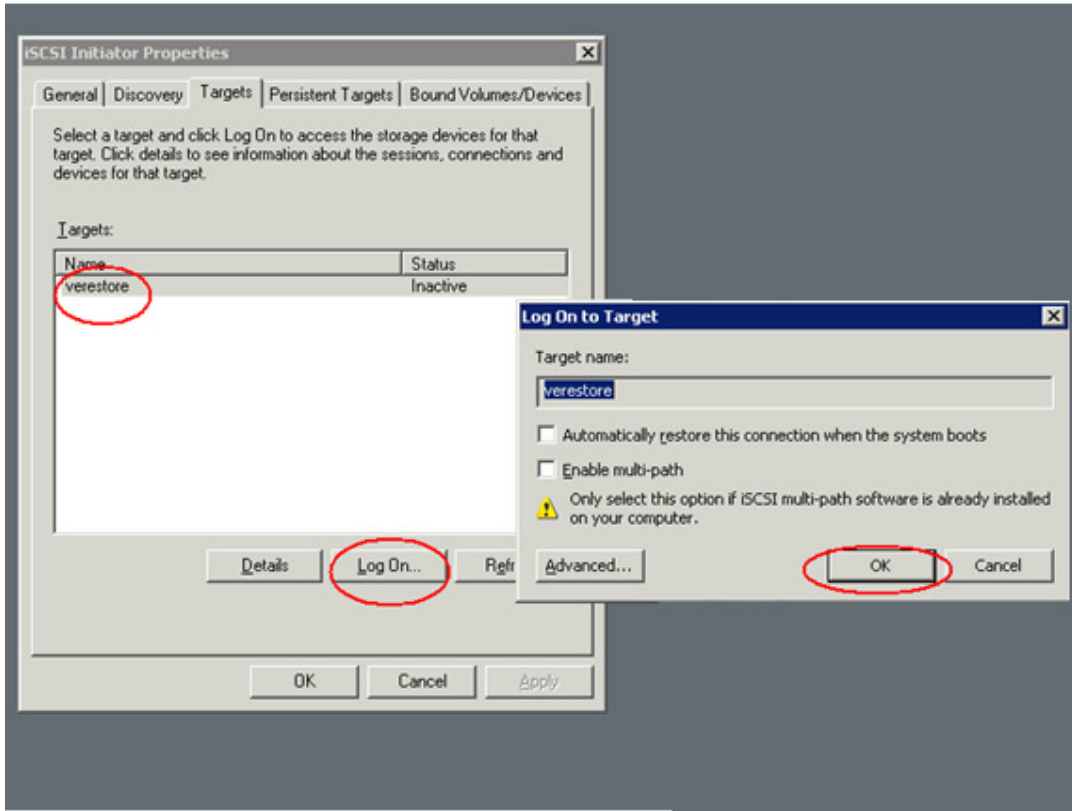 iSCSI Initiator Properties
General Discovery Targets Persistent Targets Bound Volumes/Devices
Select a target and click Log On to access the storage devices for that
target. Click details to see information about the sessions, connections and
devices for that target.
Targets:
Name Status
verestore Inactive
Details Log On... Refr
OK Cancel Apply
Log On to Target
Target name:
verestore
Automatically restore this connection when the system boots
Enable multi-path
Only select this option if iSCSI multi-path software is already installed
on your computer.
Advanced... OK Cancel